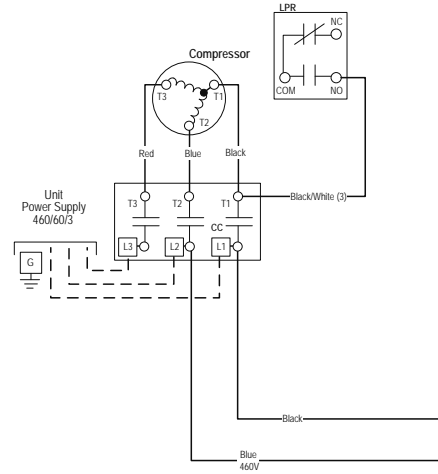 LPR
NC
COM
NO
Compressor
T3
T1
T2
Red
Blue
Black
Black/White (3)
Unit
Power Supply
460/60/3
T3
T2
T1
CC
L3
L2
L1
G
Black
Blue
460V